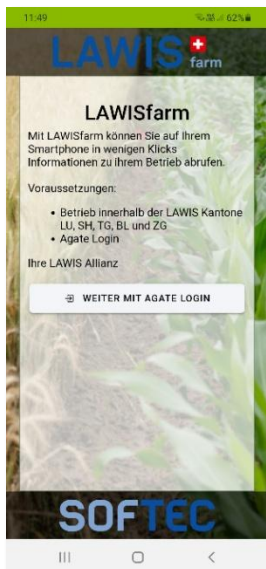 11:49
62%
LAWIS
farm
LAWISfarm
Mit LAWISfarm können Sie auf Ihrem
Smartphone in wenigen Klicks
Informationen zu ihrem Betrieb abrufen.
Voraussetzungen:
• Betrieb innerhalb der LAWIS Kantone
LU, SH, TG, BL und ZG
• Agate Login
Ihre LAWIS Allianz
WEITER MIT AGATE LOGIN
SOFTEC